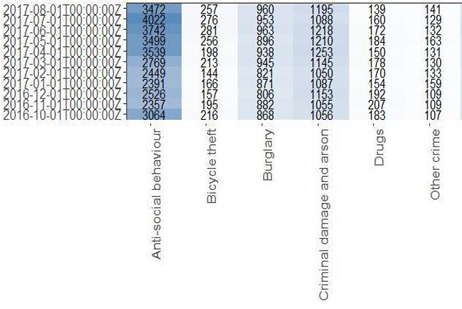 2017-08-01T00:00:00Z 3472 257 960 1195 139 141
2017-07-01T00:00:00Z 4022 276 953 1088 160 129
2017-06-01T00:00:00Z 3742 281 963 1218 172 132
2017-05-01T00:00:00Z 3499 256 896 1210 184 163
2017-04-01T00:00:00Z 3539 198 938 1253 150 131
2017-03-01T00:00:00Z 2769 213 945 1145 178 130
2017-02-01T00:00:00Z 2449 144 821 1050 170 133
2017-01-01T00:00:00Z 2391 166 871 1087 154 159
2016-12-01T00:00:00Z 2526 157 806 1153 192 109
2016-11-01T00:00:00Z 2357 195 882 1055 207 109
2016-10-01T00:00:00Z 3064 216 868 1056 183 107
Anti-social behaviour
Bicycle theft
Burglary
Criminal damage and arson
Drugs
Other crime